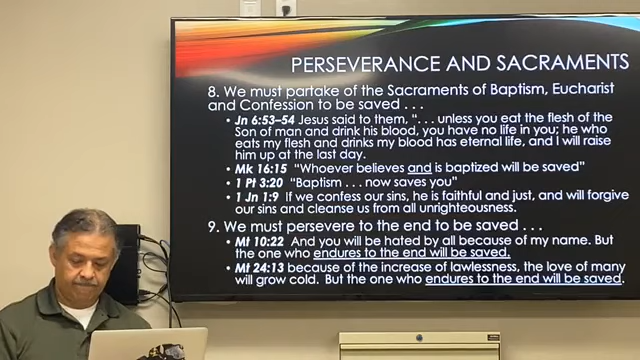 PERSEVERANCE AND SACRAMENTS
8. We must partake of the Sacraments of Baptism, Eucharist
and Confession to be saved . . .
• Jn 6:53–54 Jesus said to them, “. . . unless you eat the flesh of the
Son of man and drink his blood, you have no life in you; he who
eats my flesh and drinks my blood has eternal life, and I will raise
him up at the last day.
• Mk 16:15 “Whoever believes and is baptized will be saved”
• 1 Pt 3:20 “Baptism . . . now saves you”
• 1 Jn 1:9 If we confess our sins, he is faithful and just, and will forgive
our sins and cleanse us from all unrighteousness.
9. We must persevere to the end to be saved . . .
• Mt 10:22 And you will be hated by all because of my name. But
the one who endures to the end will be saved.
• Mt 24:13 because of the increase of lawlessness, the love of many
will grow cold. But the one who endures to the end will be saved.